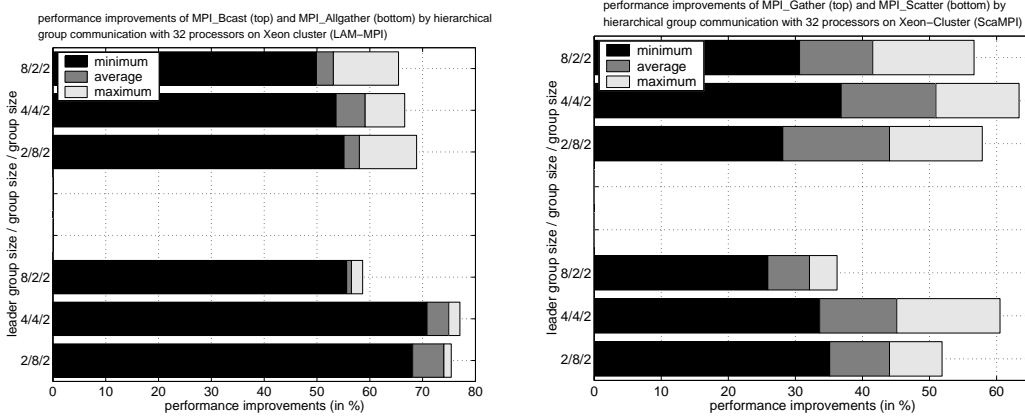 performance improvements of MPI_Bcast (top) and MPI_Allgather (bottom) by hierarchical
group communication with 32 processors on Xeon cluster (LAM−MPI)
minimum
average
maximum
leader group size / group size / group size
8/2/2
4/4/2
2/8/2
8/2/2
4/4/2
2/8/2
0 10 20 30 40 50 60 70 80
performance improvements (in %)
performance improvements of MPI_Gather (top) and MPI_Scatter (bottom) by
hierarchical group communication with 32 processors on Xeon−Cluster (ScaMPI)
minimum
average
maximum
leader group size / group size / group size
8/2/2
4/4/2
2/8/2
8/2/2
4/4/2
2/8/2
0 10 20 30 40 50 60
performance improvements (in %)